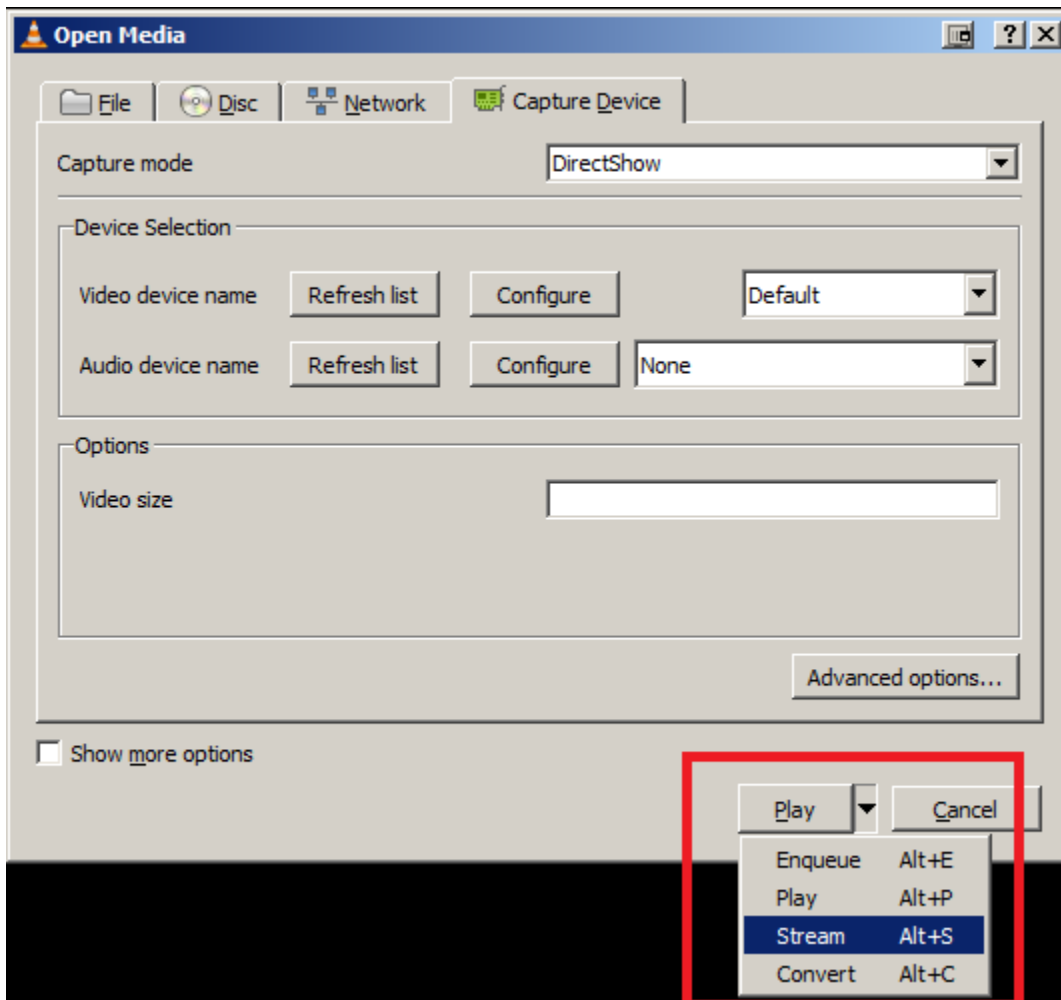 Open Media
File Disc Network Capture Device
Capture mode DirectShow
Device Selection
Video device name Refresh list Configure Default
Audio device name Refresh list Configure None
Options
Video size
Advanced options...
Show more options
Play Cancel
Enqueue Alt+E
Play Alt+P
Stream Alt+S
Convert Alt+C